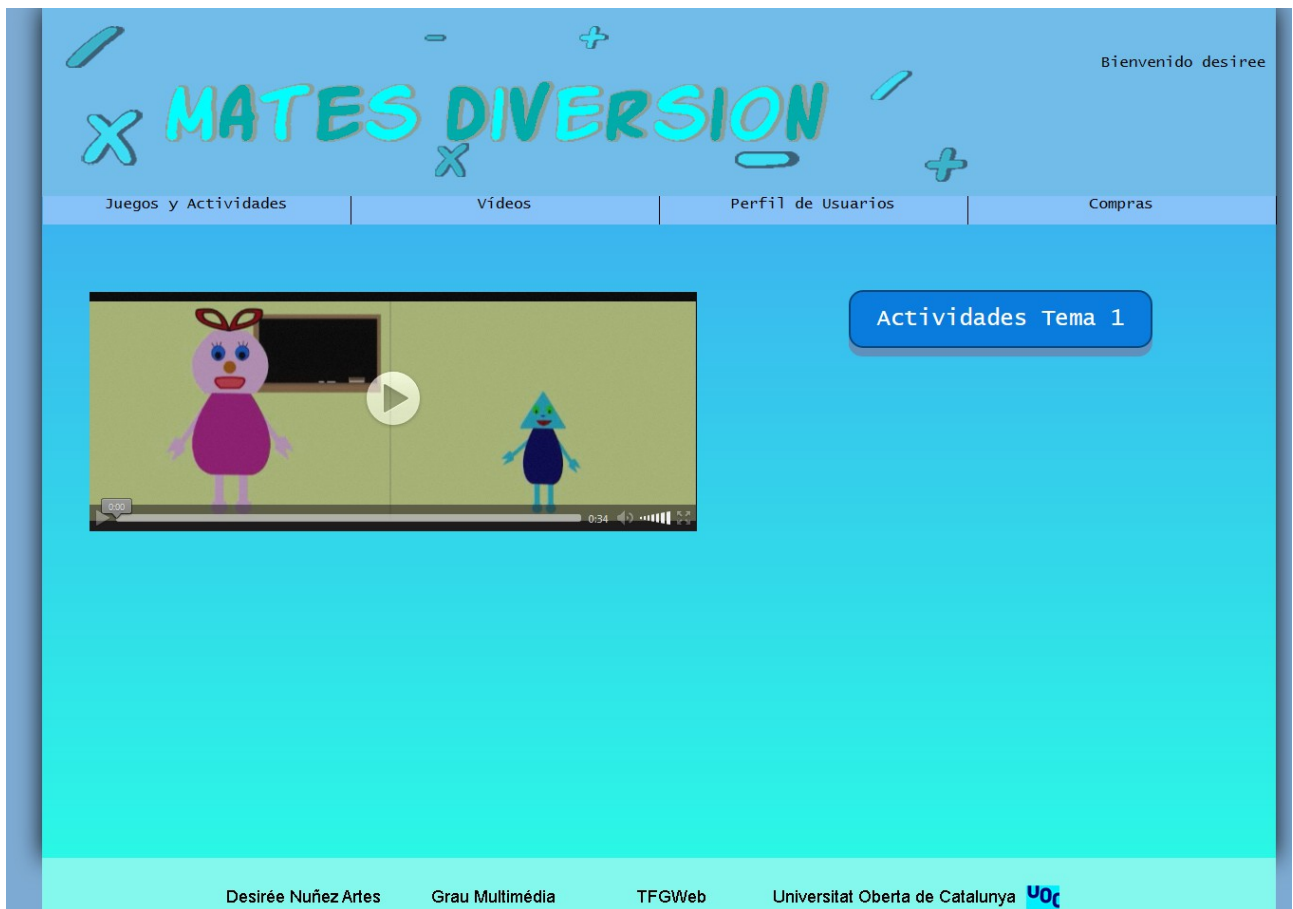 Bienvenido desiree
MATES DIVERSION
Juegos y Actividades Vídeos Perfil de Usuarios Compras
Actividades Tema 1
0:00
0:34
Desirée Nuñez Artes Grau Multimédia TFGWeb Universitat Oberta de Catalunya UOC